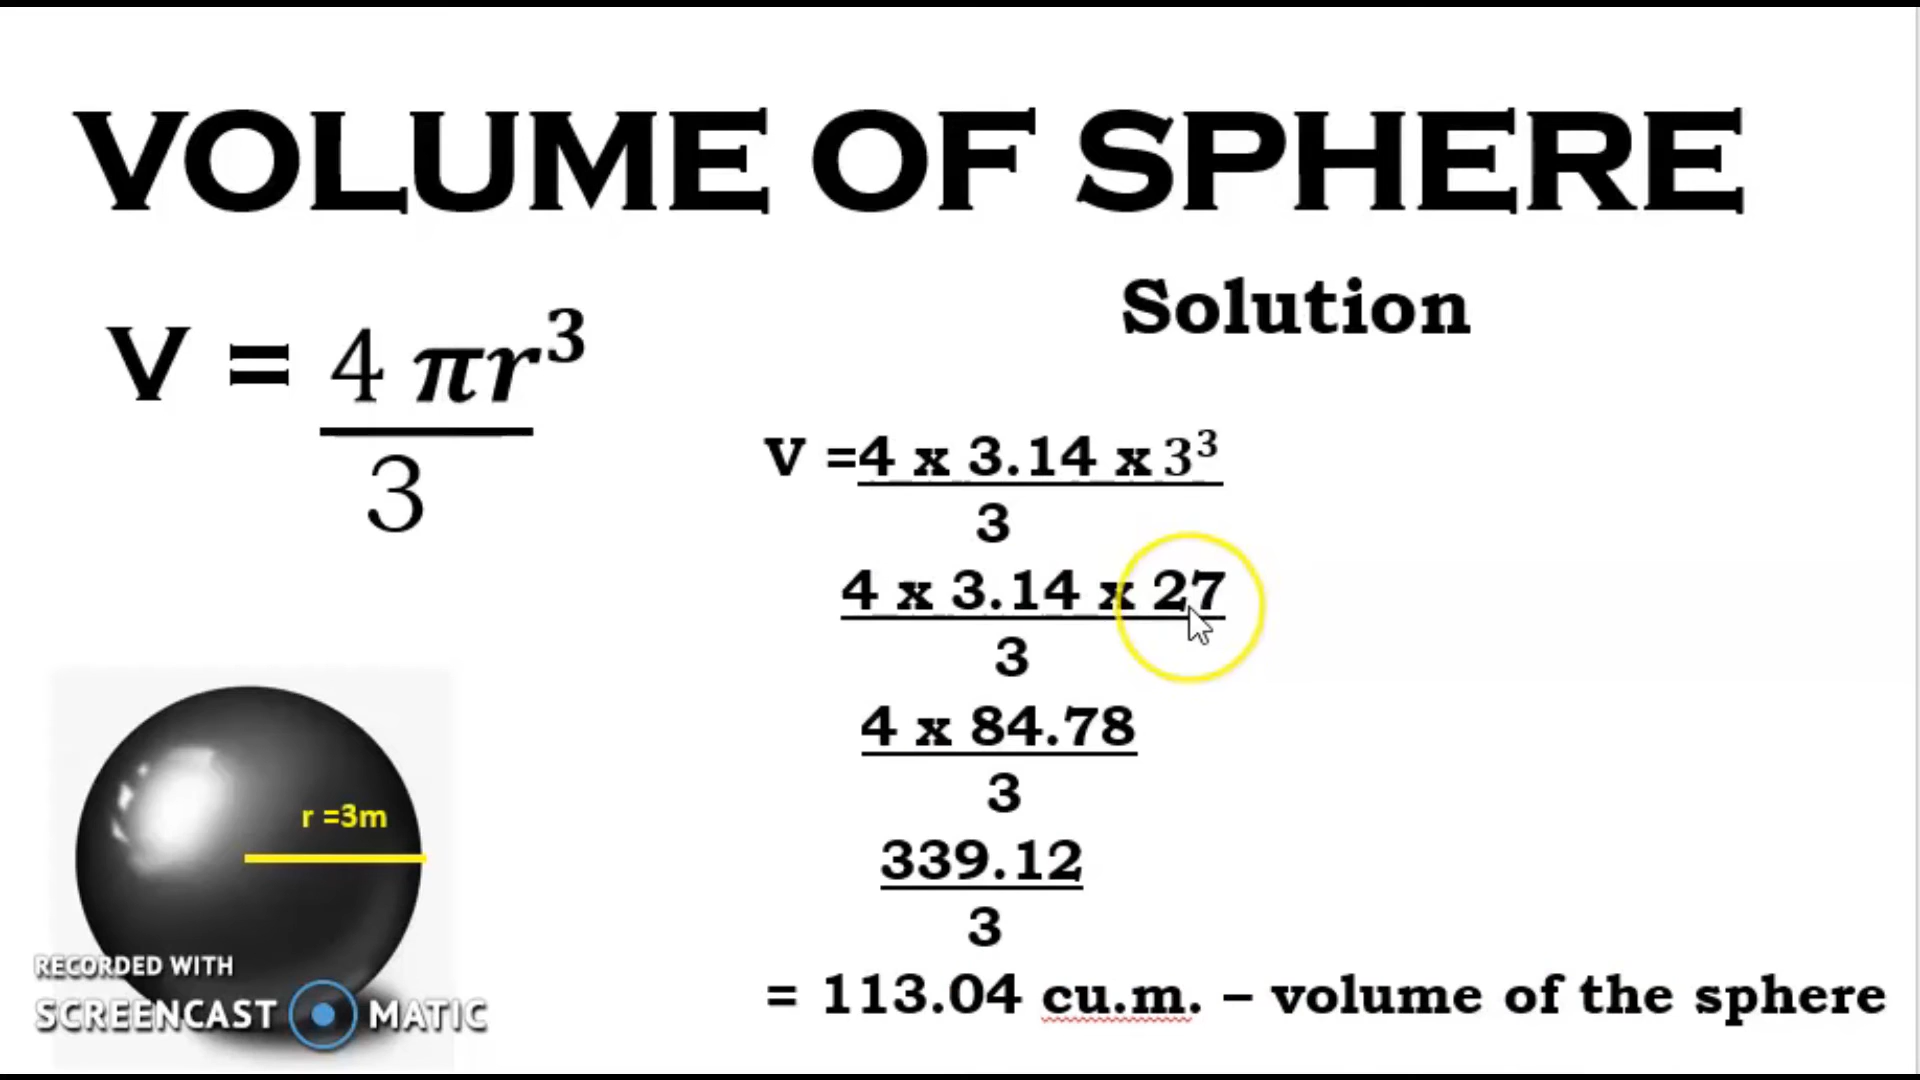 VOLUME OF SPHERE
V = 4 πr³
3
Solution
V =4 x 3.14 x 3³
3
4 x 3.14 x 27
3
4 x 84.78
3
339.12
3
= 113.04 cu.m. – volume of the sphere
r =3m
RECORDED WITH
SCREENCAST MATIC